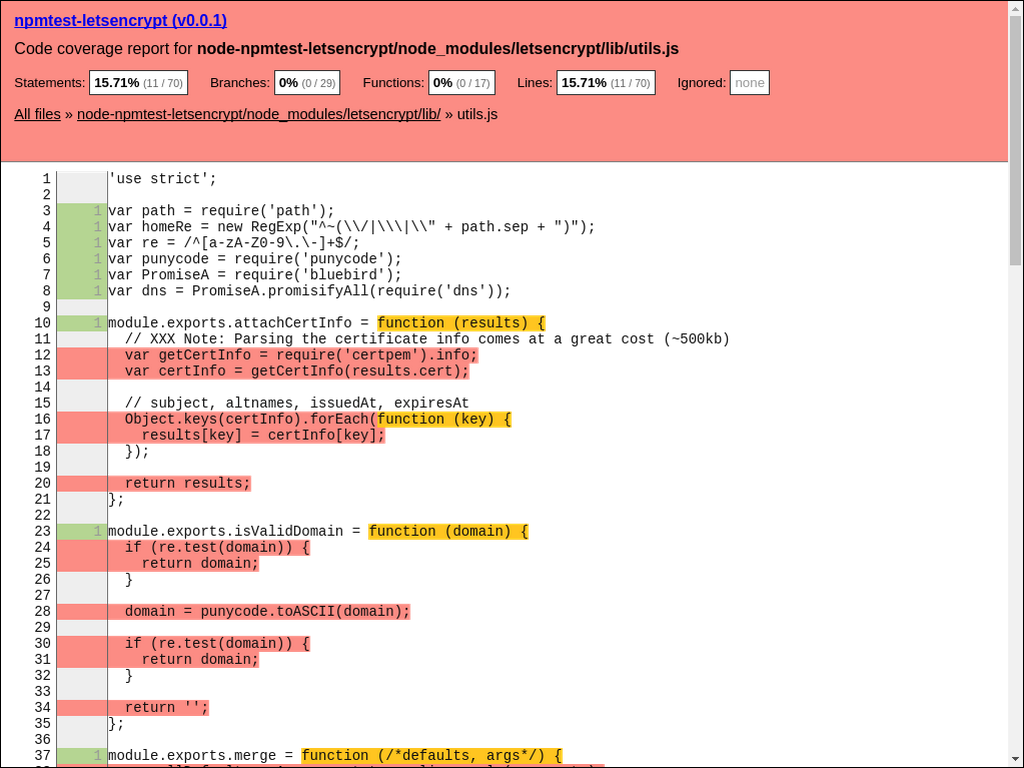 npmtest-letsencrypt (v0.0.1)
Code coverage report for node-npmtest-letsencrypt/node_modules/letsencrypt/lib/utils.js
Statements: 15.71% (11 / 70) Branches: 0% (0 / 29) Functions: 0% (0 / 17) Lines: 15.71% (11 / 70) Ignored: none
All files » node-npmtest-letsencrypt/node_modules/letsencrypt/lib/ » utils.js
1 'use strict';
2
3 1 var path = require('path');
4 1 var homeRe = new RegExp("^~(\\/|\\\|\\" + path.sep + ")");
5 1 var re = /^[a-zA-Z0-9\.\-]+$/;
6 1 var punycode = require('punycode');
7 1 var PromiseA = require('bluebird');
8 1 var dns = PromiseA.promisifyAll(require('dns'));
9
10 1 module.exports.attachCertInfo = function (results) {
11 // XXX Note: Parsing the certificate info comes at a great cost (~500kb)
12 var getCertInfo = require('certpem').info;
13 var certInfo = getCertInfo(results.cert);
14
15 // subject, altnames, issuedAt, expiresAt
16 Object.keys(certInfo).forEach(function (key) {
17 results[key] = certInfo[key];
18 });
19
20 return results;
21 };
22
23 1 module.exports.isValidDomain = function (domain) {
24 if (re.test(domain)) {
25 return domain;
26 }
27
28 domain = punycode.toASCII(domain);
29
30 if (re.test(domain)) {
31 return domain;
32 }
33
34 return '';
35 };
36
37 1 module.exports.merge = function (/*defaults, args*/) {